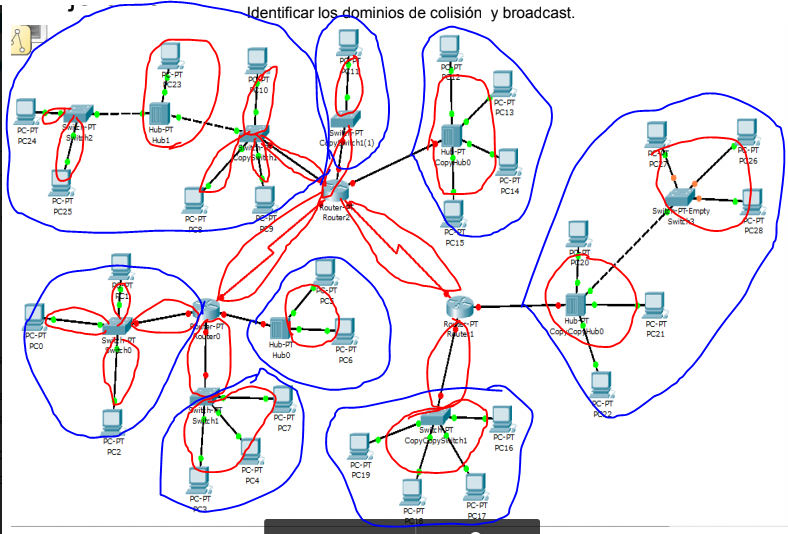 Identificar los dominios de colisión y broadcast.
PC-PT
PC23
PC-PT
PC10
PC-PT
PC11
PC-PT
PC12
PC-PT
PC13
PC-PT
PC24
Switch-PT
Switch2
Hub-PT
Hub1
Switch-PT
CopySwitch1
Switch-PT
CopySwitch1(1)
Hub-PT
CopyHub0
PC-PT
PC14
PC-PT
PC27
PC-PT
PC26
PC-PT
PC25
PC-PT
PC8
PC-PT
PC9
Router-PT
Router2
PC-PT
PC15
Switch-PT-Empty
Switch3
PC-PT
PC28
PC-PT
PC20
PC-PT
PC1
PC-PT
PC5
PC-PT
PC0
Switch-PT
Switch0
Router-PT
Router0
Hub-PT
Hub0
PC-PT
PC6
Router-PT
Router1
Hub-PT
CopyCopyHub0
PC-PT
PC21
PC-PT
PC22
PC-PT
PC2
Switch-PT
Switch1
PC-PT
PC7
PC-PT
PC4
PC-PT
PC3
Switch-PT
CopyCopySwitch1
PC-PT
PC16
PC-PT
PC19
PC-PT
PC18
PC-PT
PC17